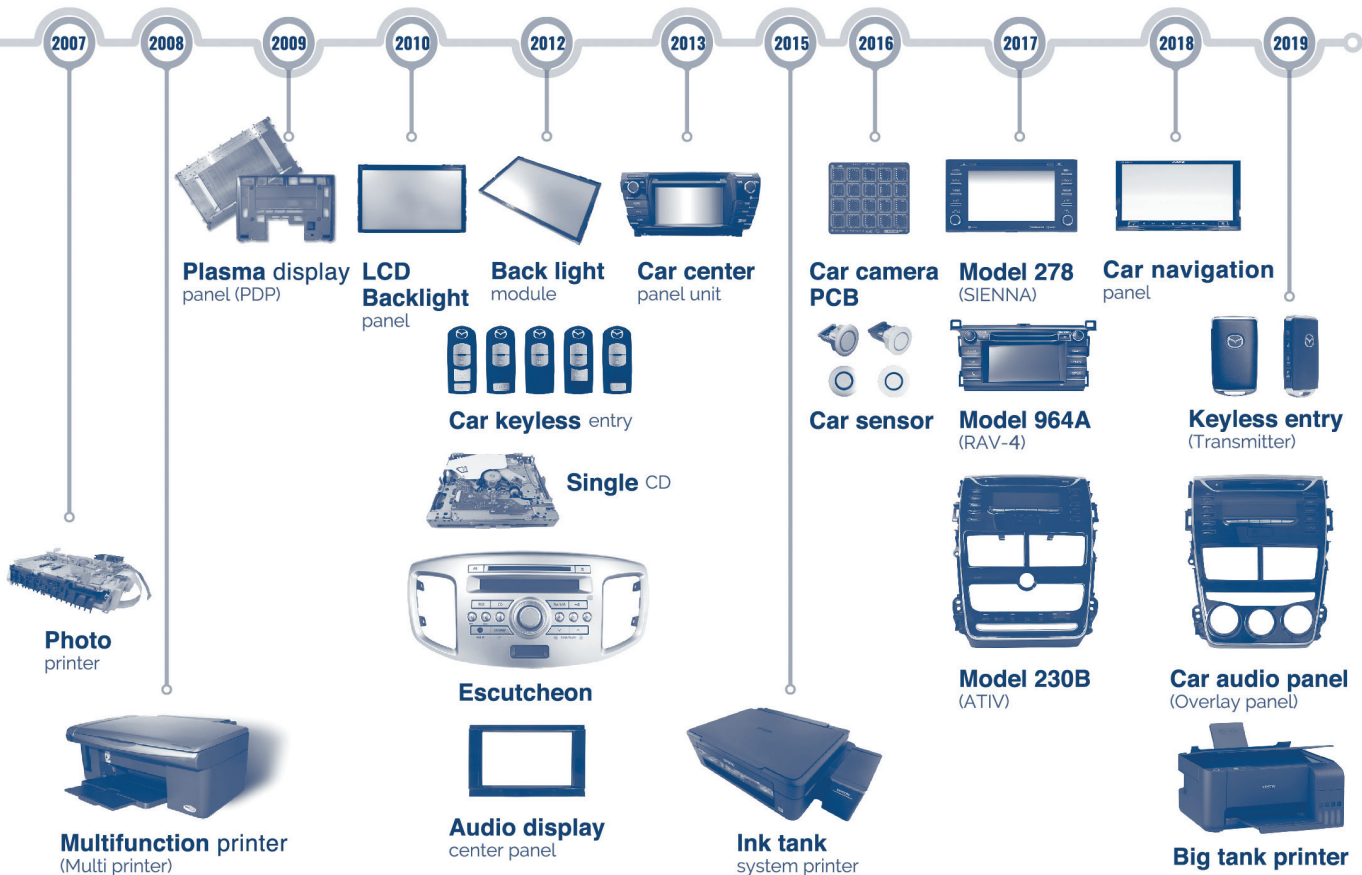 2007
2008
2009
2010
2012
2013
2015
2016
2017
2018
2019
Plasma display
panel (PDP)
LCD
Backlight
panel
Back light
module
Car center
panel unit
Car camera
PCB
Model 278
(SIENNA)
Car navigation
panel
Car keyless entry
Car sensor
Model 964A
(RAV-4)
Keyless entry
(Transmitter)
Single CD
Photo
printer
Escutcheon
Model 230B
(ATIV)
Car audio panel
(Overlay panel)
Multifunction printer
(Multi printer)
Audio display
center panel
Ink tank
system printer
Big tank printer